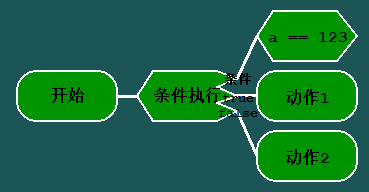 开始
条件执行
条件
true
false
a == 123
动作1
动作2